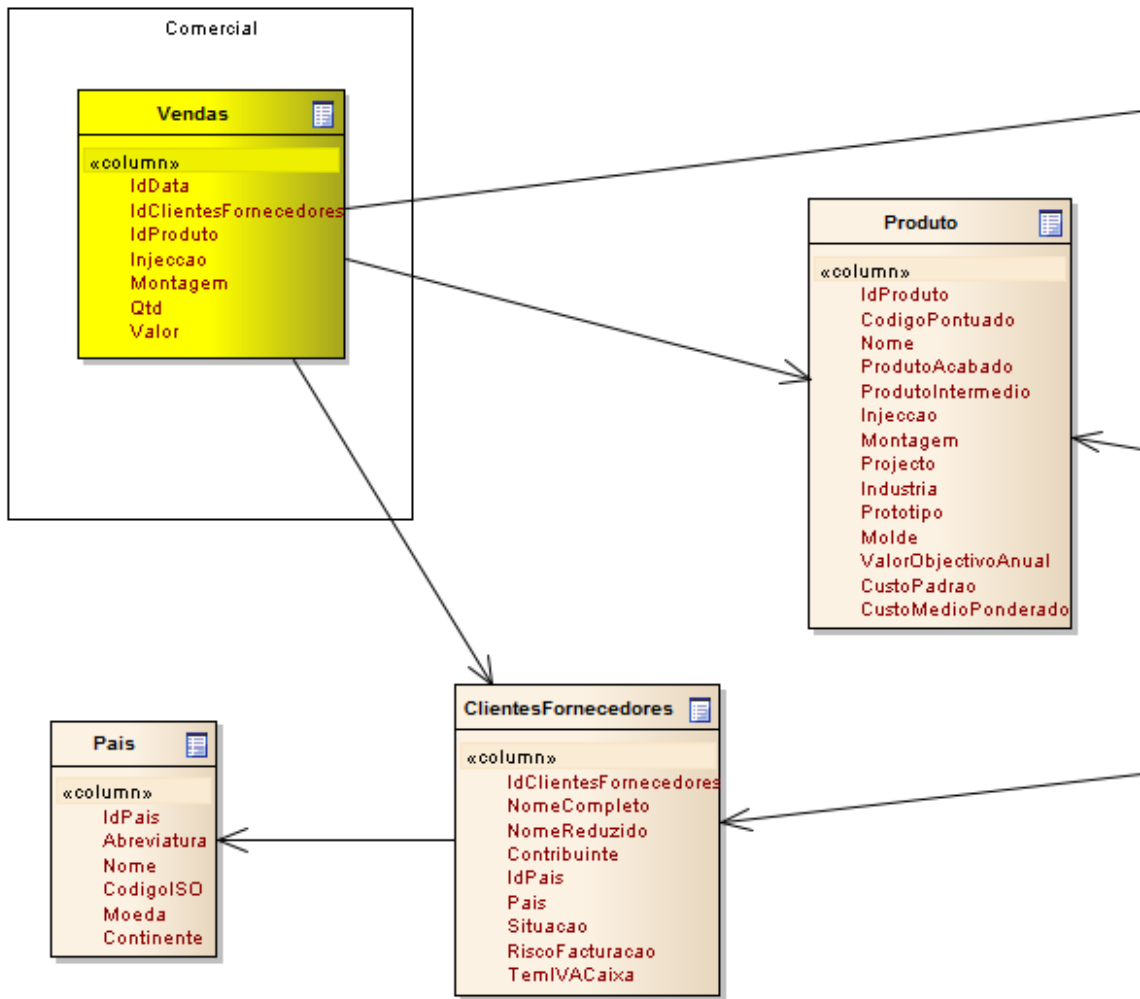 Comercial
Vendas
«column»
IdData
IdClientesFornecedores
IdProduto
Injeccao
Montagem
Qtd
Valor
Produto
«column»
IdProduto
CodigoPontuado
Nome
ProdutoAcabado
ProdutoIntermedio
Injeccao
Montagem
Projecto
Industria
Prototipo
Molde
ValorObjectivoAnual
CustoPadrao
CustoMedioPonderado
Pais
«column»
IdPais
Abreviatura
Nome
CodigoISO
Moeda
Continente
ClientesFornecedores
«column»
IdClientesFornecedores
NomeCompleto
NomeReduzido
Contribuinte
IdPais
Pais
Situacao
RiscoFacturacao
TemIVACaixa